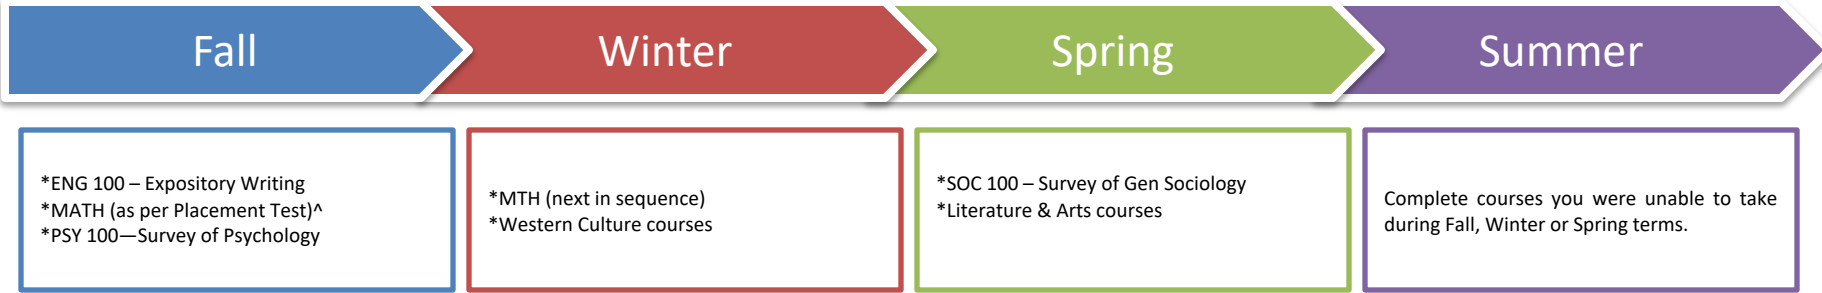 Fall
Winter
Spring
Summer
*ENG 100 – Expository Writing
*MATH (as per Placement Test)^
*PSY 100—Survey of Psychology
*MTH (next in sequence)
*Western Culture courses
*SOC 100 – Survey of Gen Sociology
*Literature & Arts courses
Complete courses you were unable to take
during Fall, Winter or Spring terms.